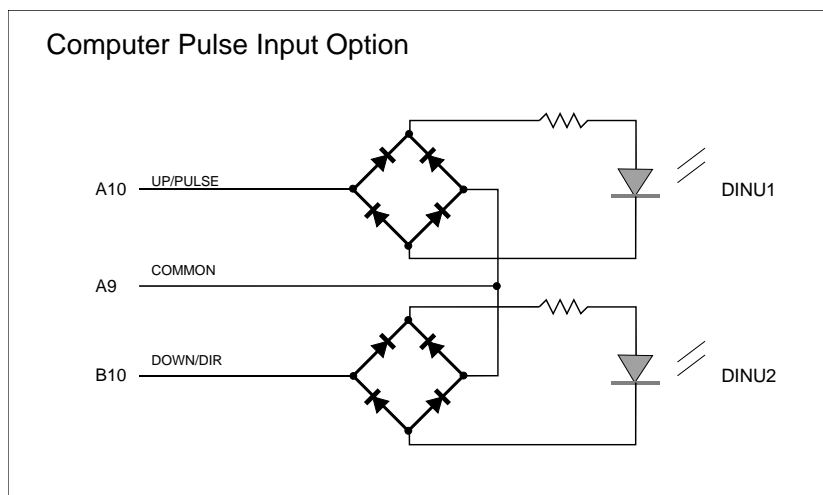 Computer Pulse Input Option
A10 UP/PULSE
DINU1
A9 COMMON
B10 DOWN/DIR
DINU2